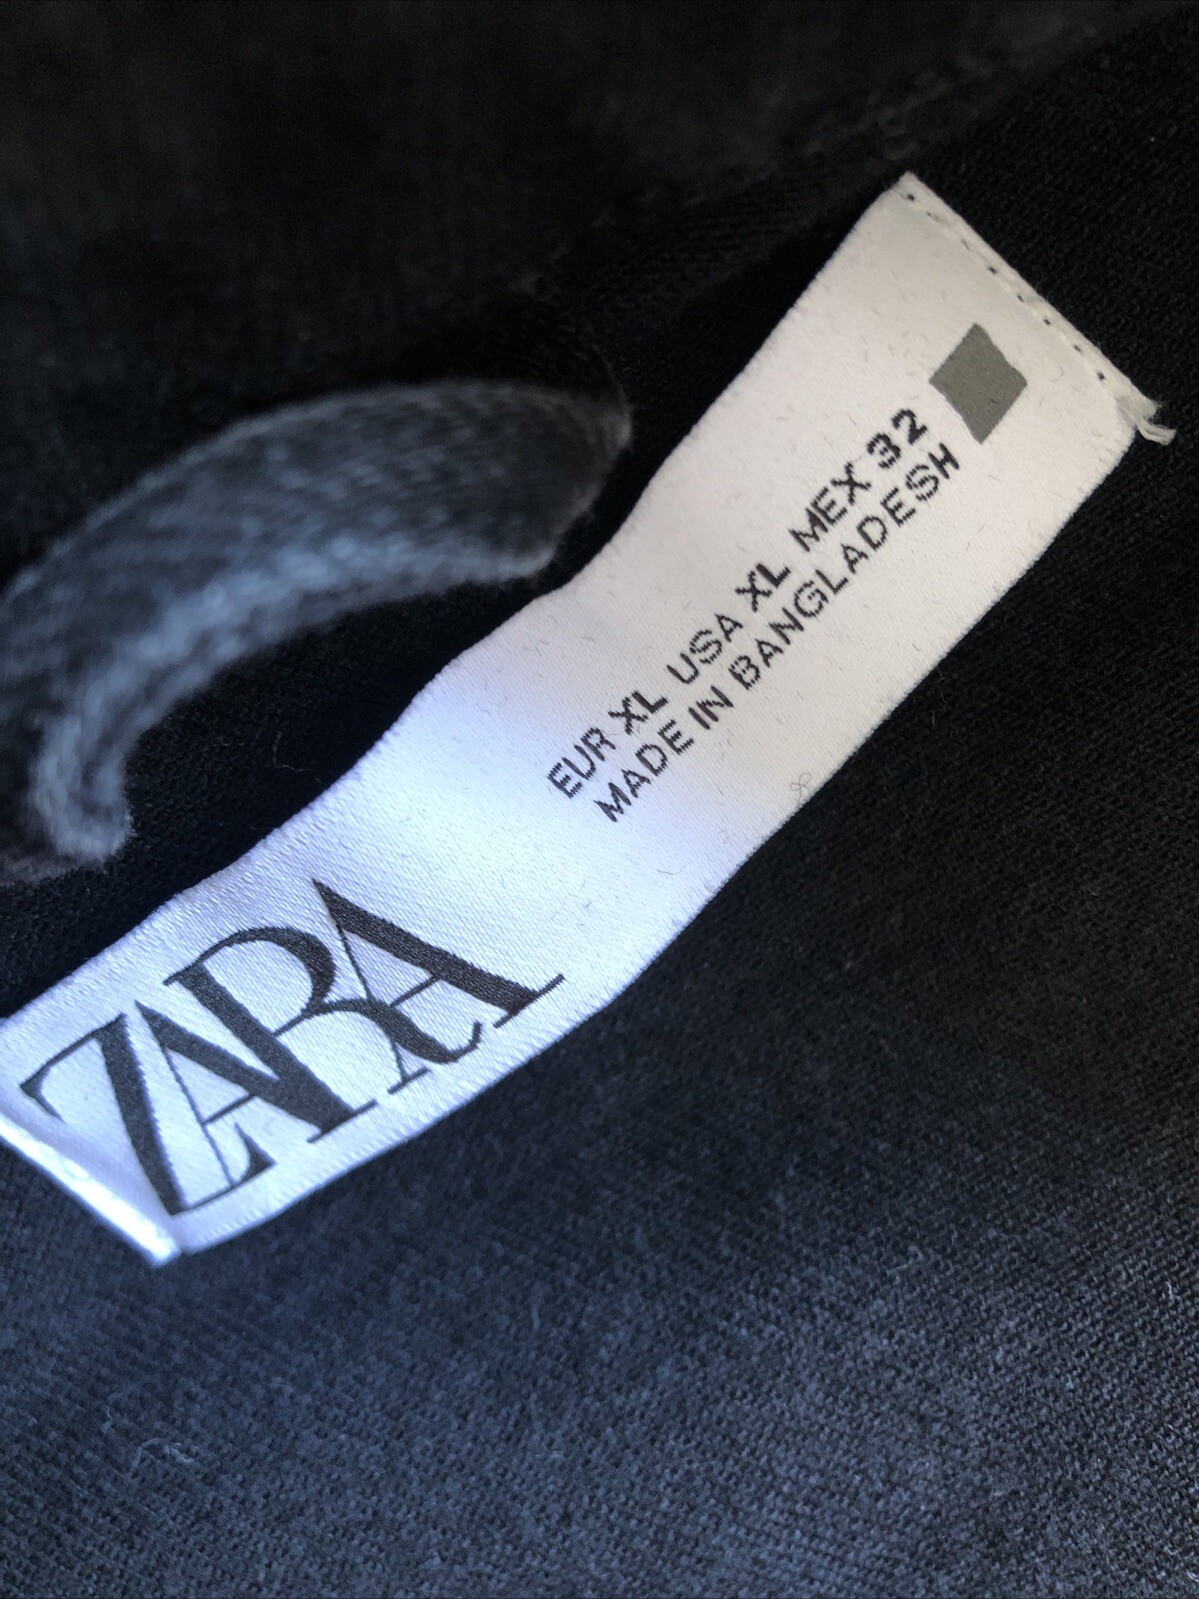 EUR XL USA XL MEX 32
MADE IN BANGLADESH
ZARA